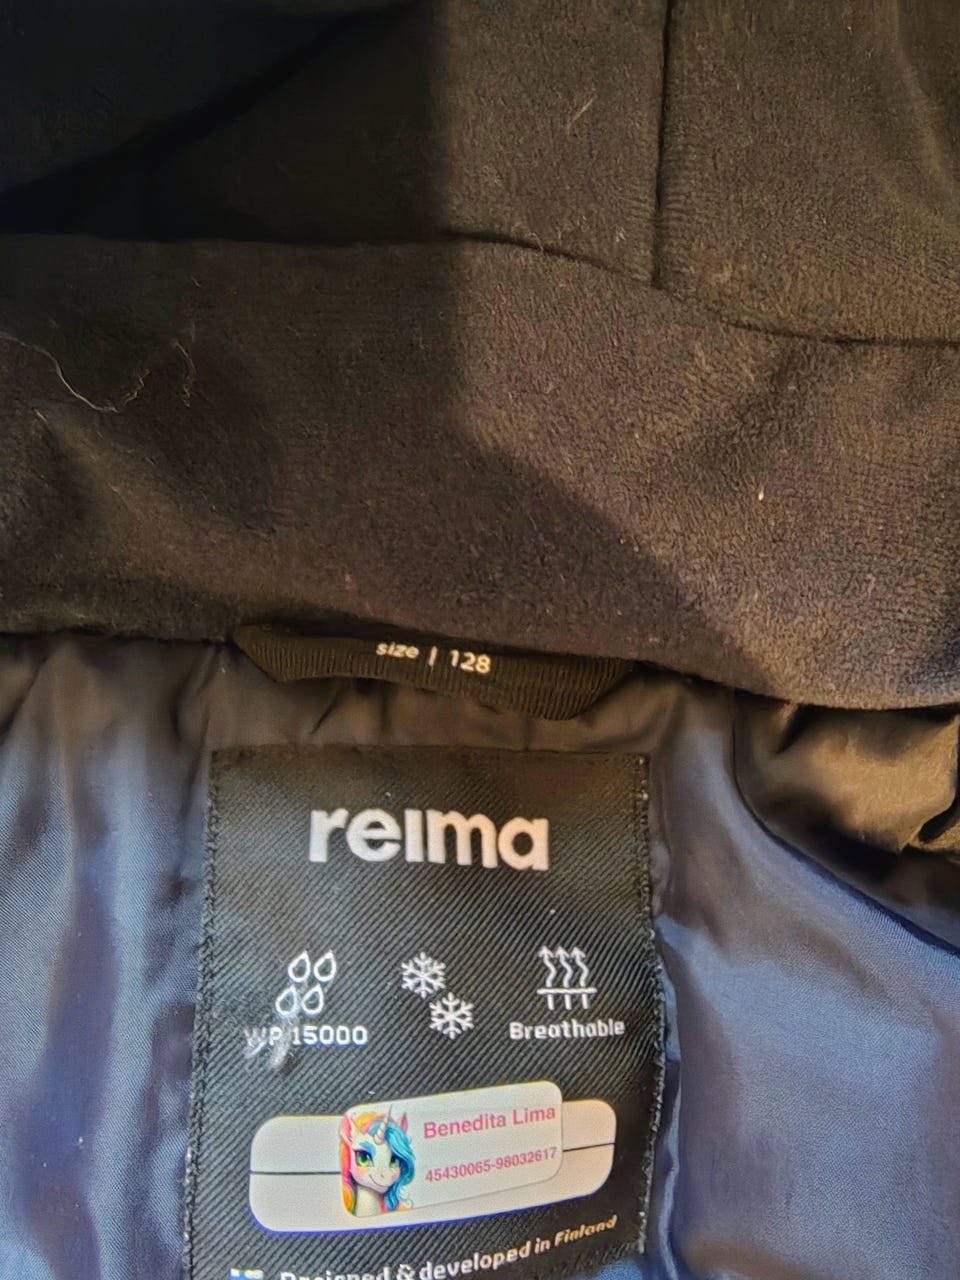 size | 128
reima
WP 15000
Breathable
Benedita Lima
45430065-98032617
Designed & developed in Finland